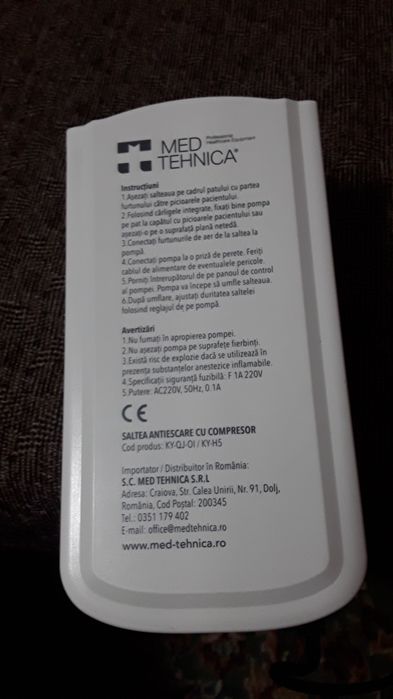 MED
TEHNICA®
Professional
Healthcare Equipment
Instrucțiuni
1.Așezați salteaua pe cadrul patului cu partea
furtunului către picioarele pacientului.
2.Folosind cârligele integrate, fixați bine pompa
pe pat la capătul cu picioarele pacientului sau
așezați-o pe o suprafață plană netedă.
3.Conectați furtunurile de aer de la saltea la
pompă.
4.Conectați pompa la o priză de perete. Feriți
cablul de alimentare de eventualele pericole.
5.Porniți întrerupătorul de pe panoul de control
al pompei. Pompa va începe să umfle salteaua.
6.După umflare, ajustați duritatea saltelei
folosind reglajul de pe pompă.
Avertizări
1.Nu fumați în apropierea pompei.
2.Nu așezați pompa pe suprafețe fierbinți.
3.Există risc de explozie dacă se utilizează în
prezența substanțelor anestezice inflamabile.
4.Specificații siguranță fuzibilă: F 1A 220V
5.Putere: AC220V, 50Hz, 0.1A
CE
SALTEA ANTIESCARE CU COMPRESOR
Cod produs: KY-QJ-OI / KY-H5
Importator / Distribuitor în România:
S.C. MED TEHNICA S.R.L
Adresa: Craiova, Str. Calea Unirii, Nr. 91, Dolj,
România, Cod Poștal: 200345
Tel.: 0351 179 402
E-mail: office@medtehnica.ro
www.med-tehnica.ro